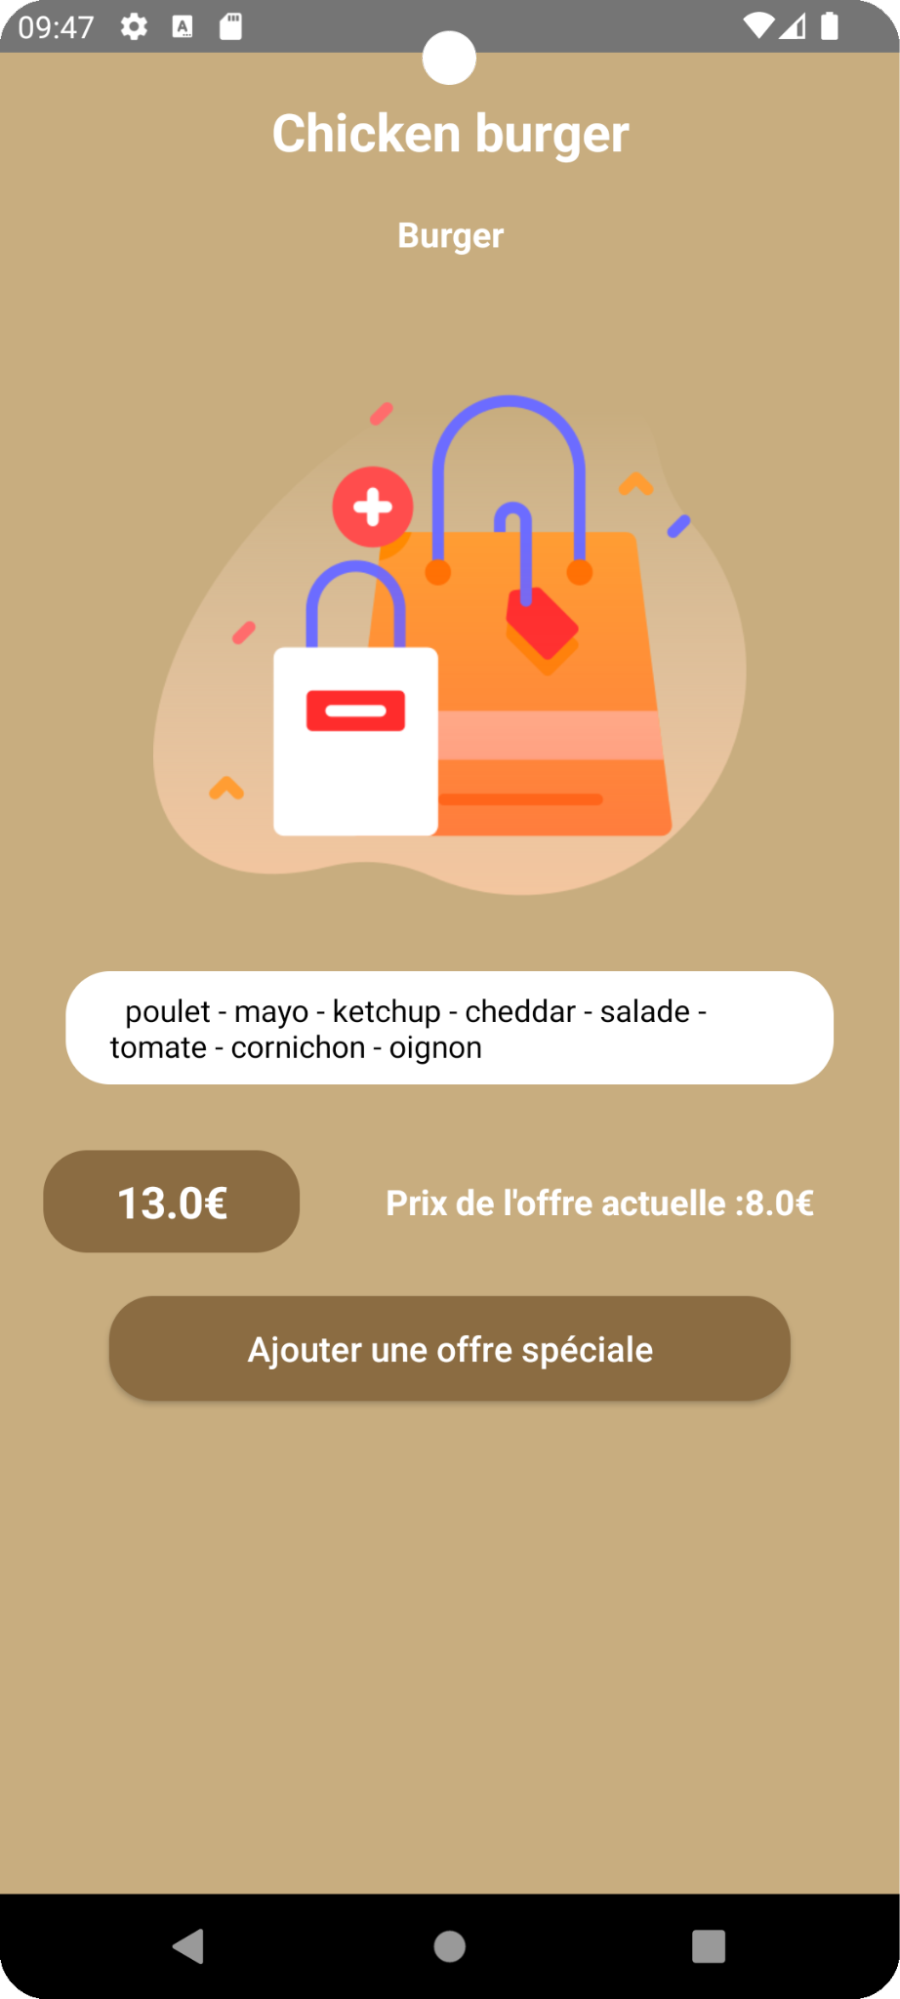 09:47
Chicken burger
Burger
poulet - mayo - ketchup - cheddar - salade -
tomate - cornichon - oignon
13.0€
Prix de l'offre actuelle :8.0€
Ajouter une offre spéciale